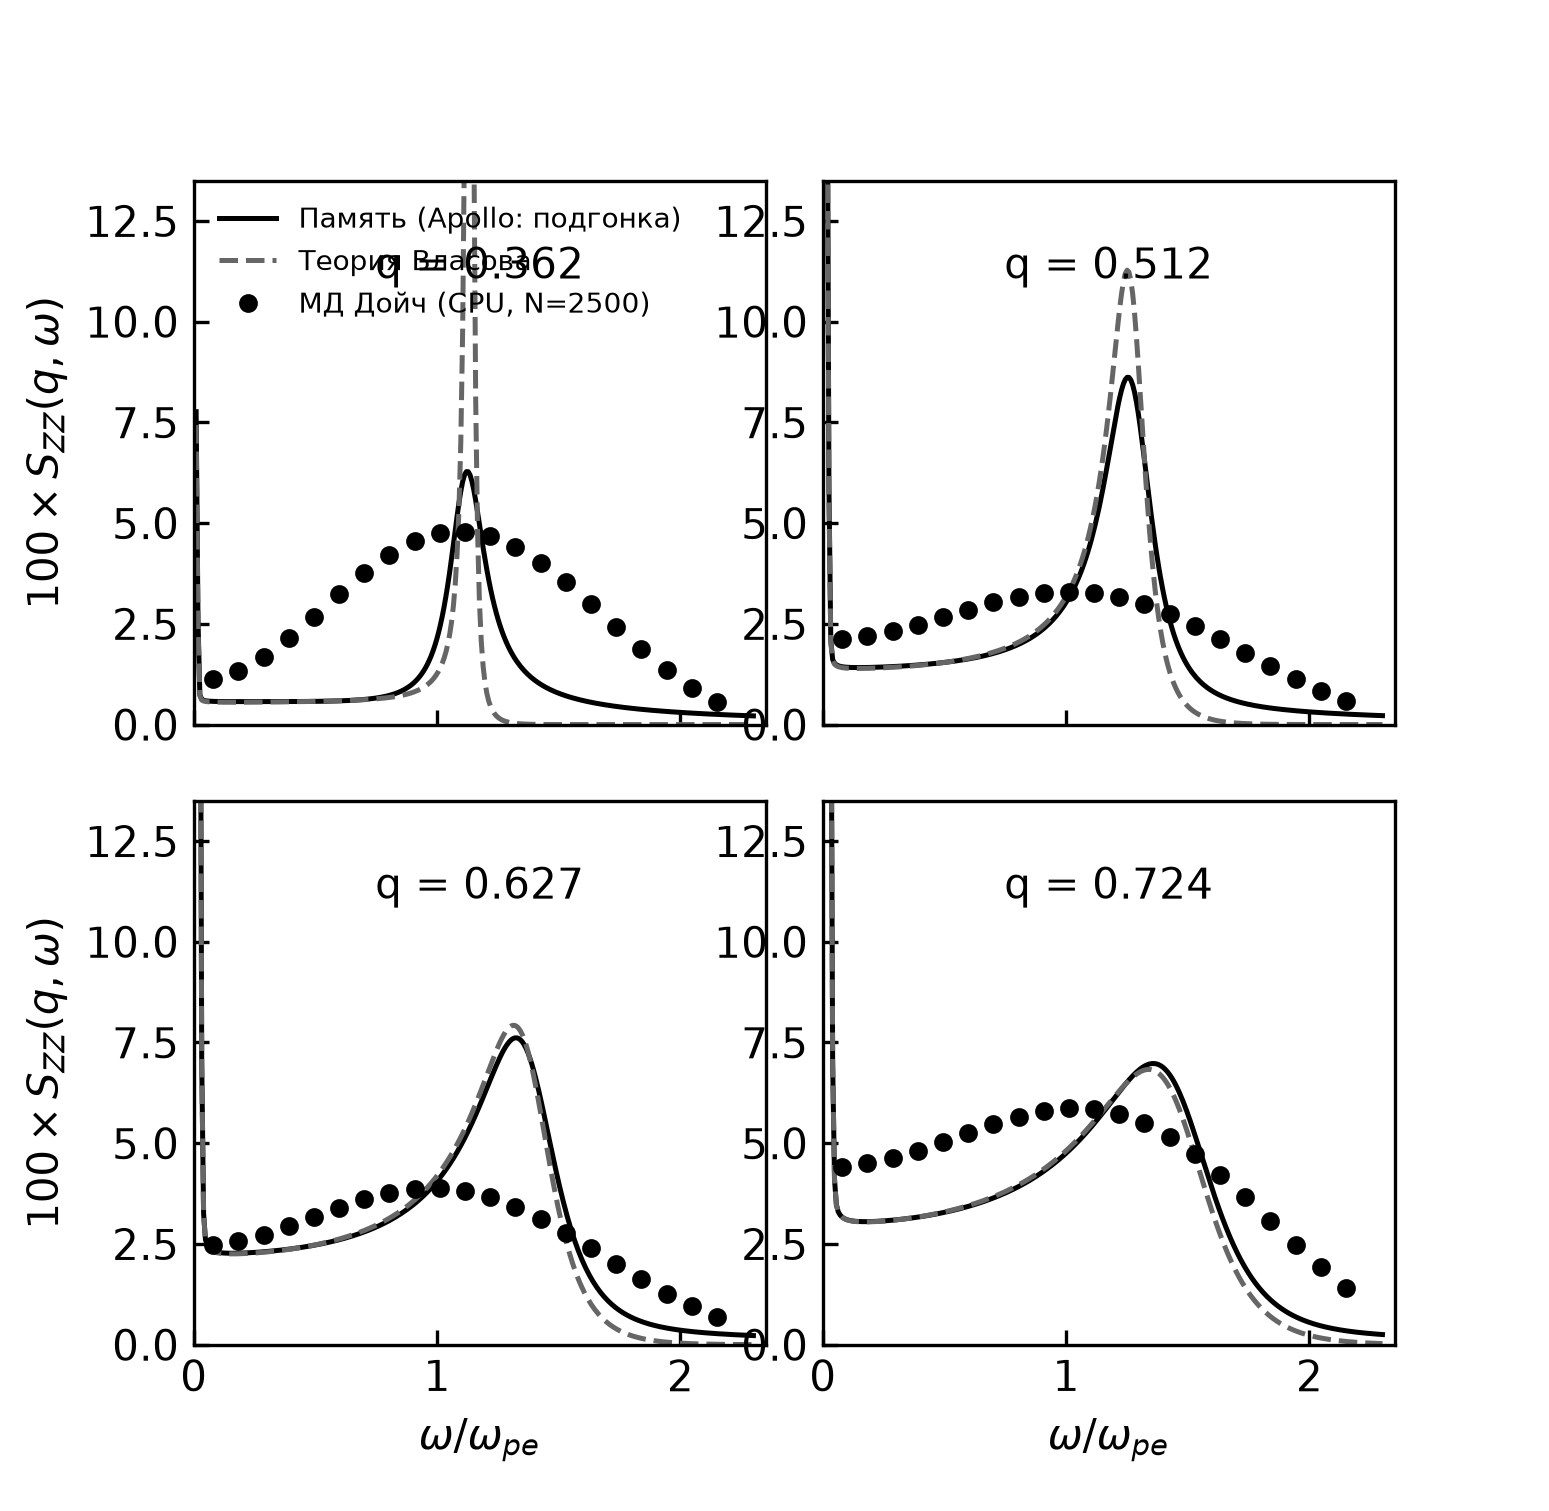 12.5
10.0
7.5
5.0
2.5
0.0
100 × S_ZZ(q, ω)
Память (Apollo: подгонка)
Теория Власова
МД Дойч (CPU, N=2500)
q = 0.362
12.5
10.0
7.5
5.0
2.5
0.0
q = 0.512
12.5
10.0
7.5
5.0
2.5
0.0
100 × S_ZZ(q, ω)
q = 0.627
0 1 2
ω/ω_pe
12.5
10.0
7.5
5.0
2.5
0.0
q = 0.724
0 1 2
ω/ω_pe